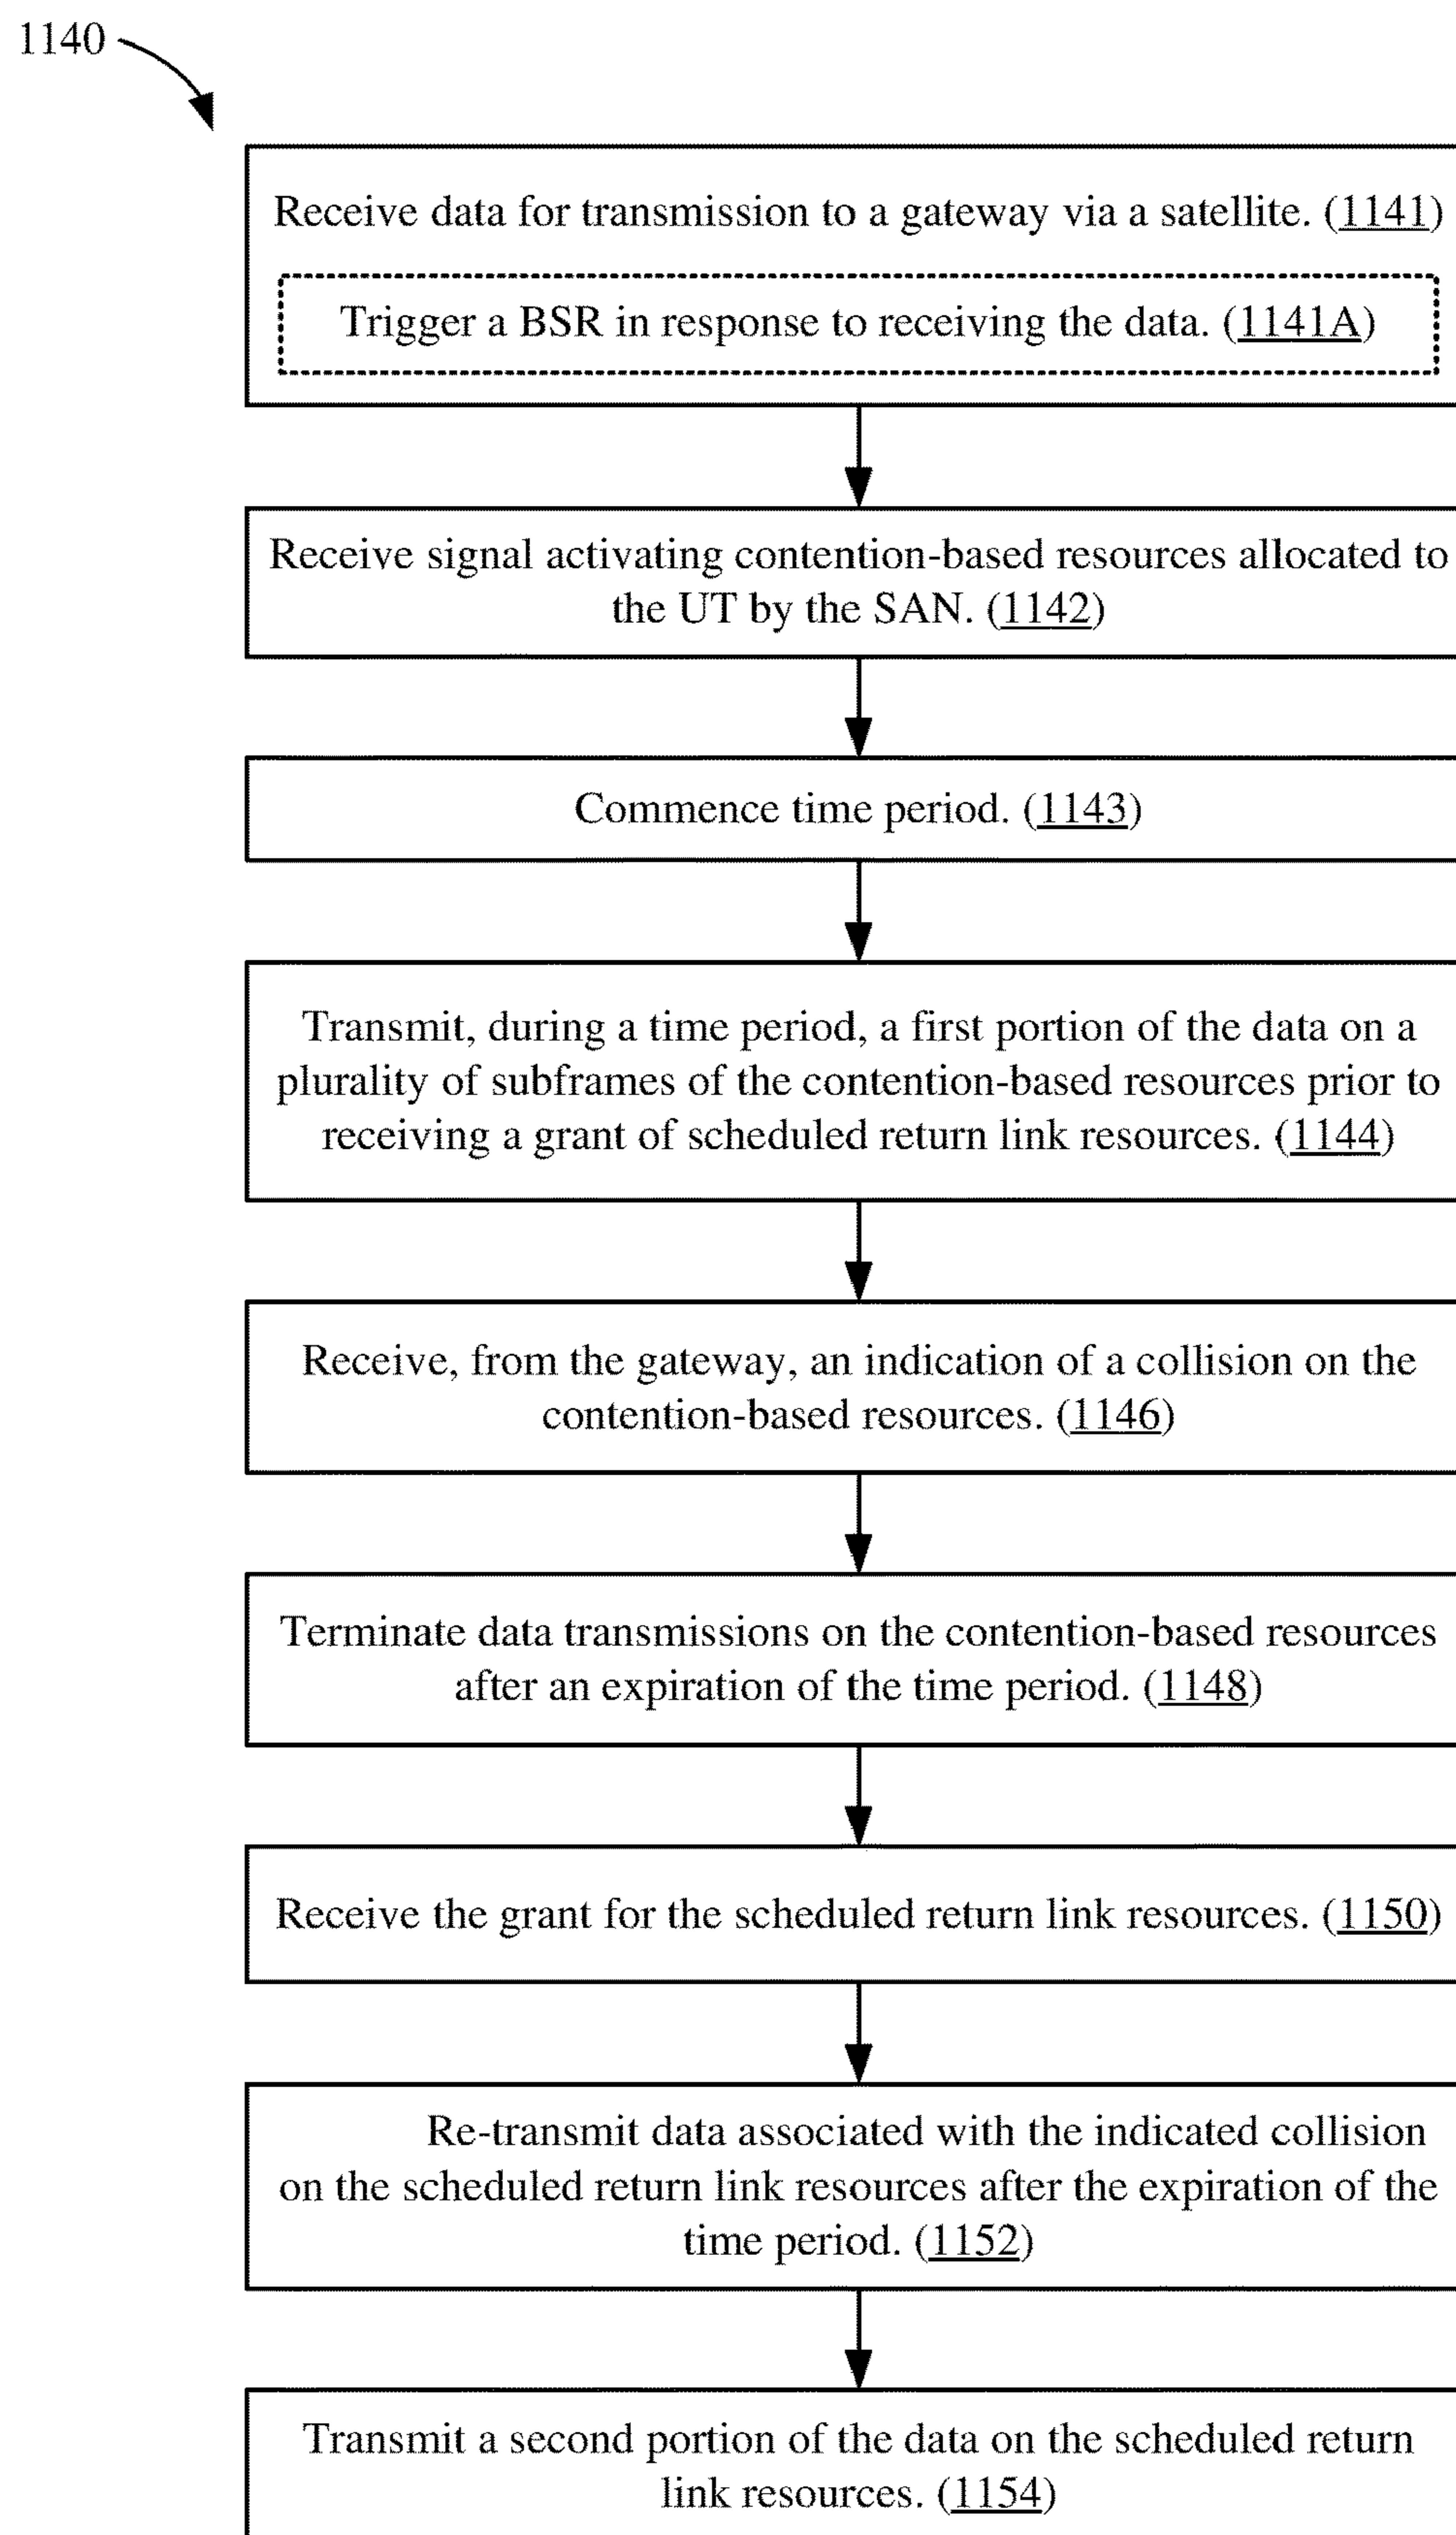 1140
Receive data for transmission to a gateway via a satellite. (1141)
Trigger a BSR in response to receiving the data. (1141A)
Receive signal activating contention-based resources allocated to
the UT by the SAN. (1142)
Commence time period. (1143)
Transmit, during a time period, a first portion of the data on a
plurality of subframes of the contention-based resources prior to
receiving a grant of scheduled return link resources. (1144)
Receive, from the gateway, an indication of a collision on the
contention-based resources. (1146)
Terminate data transmissions on the contention-based resources
after an expiration of the time period. (1148)
Receive the grant for the scheduled return link resources. (1150)
Re-transmit data associated with the indicated collision
on the scheduled return link resources after the expiration of the
time period. (1152)
Transmit a second portion of the data on the scheduled return
link resources. (1154)